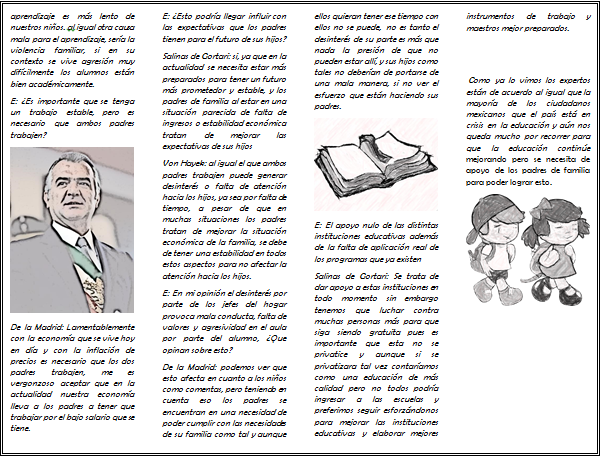 aprendizaje es más lento de
nuestros niños. al igual otra causa
mala para el aprendizaje, sería la
violencia familiar, si en su
contexto se vive agresión muy
difícilmente los alumnos están
bien académicamente.
E: ¿Es importante que se tenga
un trabajo estable, pero es
necesario que ambos padres
trabajen?
De la Madrid: Lamentablemente
con la economía que se vive hoy
en día y con la inflación de
precios es necesario que los dos
padres trabajen, me es
vergonzoso aceptar que en la
actualidad nuestra economía
lleva a los padres a tener que
trabajar por el bajo salario que se
tiene.
E: ¿Esto podría llegar influir con
las expectativas que los padres
tienen para el futuro de sus hijos?
Salinas de Cortari: si, ya que en la
actualidad se necesita estar más
preparados para tener un futuro
más prometedor y estable, y los
padres de familia al estar en una
situación parecida de falta de
ingresos o estabilidad económica
tratan de mejorar las
expectativas de sus hijos
Von Hayek: al igual el que ambos
padres trabajen puede generar
desinterés o falta de atención
hacia los hijos, ya sea por falta de
tiempo, a pesar de que en
muchas situaciones los padres
tratan de mejorar la situación
económica de la familia, se debe
de tener una estabilidad en todos
estos aspectos para no afectar la
atención hacia los hijos.
E: En mi opinión el desinterés por
parte de los jefes del hogar
provoca mala conducta, falta de
valores y agresividad en el aula
por parte del alumno, ¿Que
opinan sobre esto?
De la Madrid: podemos ver que
esto afecta en cuanto a los niños
como comentas, pero teniendo en
cuenta eso los padres se
encuentran en una necesidad de
poder cumplir con las necesidades
de su familia como tal y aunque
ellos quieran tener ese tiempo con
ellos no se puede, no es tanto el
desinterés de su parte es más que
nada la presión de que no
pueden estar allí, y sus hijos como
tales no deberían de portarse de
una mala manera, si no ver el
esfuerzo que están haciendo sus
padres.
E: El apoyo nulo de las distintas
instituciones educativas además
de la falta de aplicación real de
los programas que ya existen
Salinas de Cortari: Se trata de
dar apoyo a estas instituciones en
todo momento sin embargo
tenemos que luchar contra
muchas personas más para que
siga siendo gratuita pues es
importante que esta no se
privatice y aunque si se
privatizara tal vez contaríamos
como una educación de más
calidad pero no todos podría
ingresar a las escuelas y
preferimos seguir esforzándonos
para mejorar las instituciones
educativas y elaborar mejores
instrumentos de trabajo y
maestros mejor preparados.
Como ya lo vimos los expertos
están de acuerdo al igual que la
mayoría de los ciudadanos
mexicanos que el país está en
crisis en la educación y aún nos
queda mucho por recorrer para
que la educación continúe
mejorando pero se necesita de
apoyo de los padres de familia
para poder lograr esto.